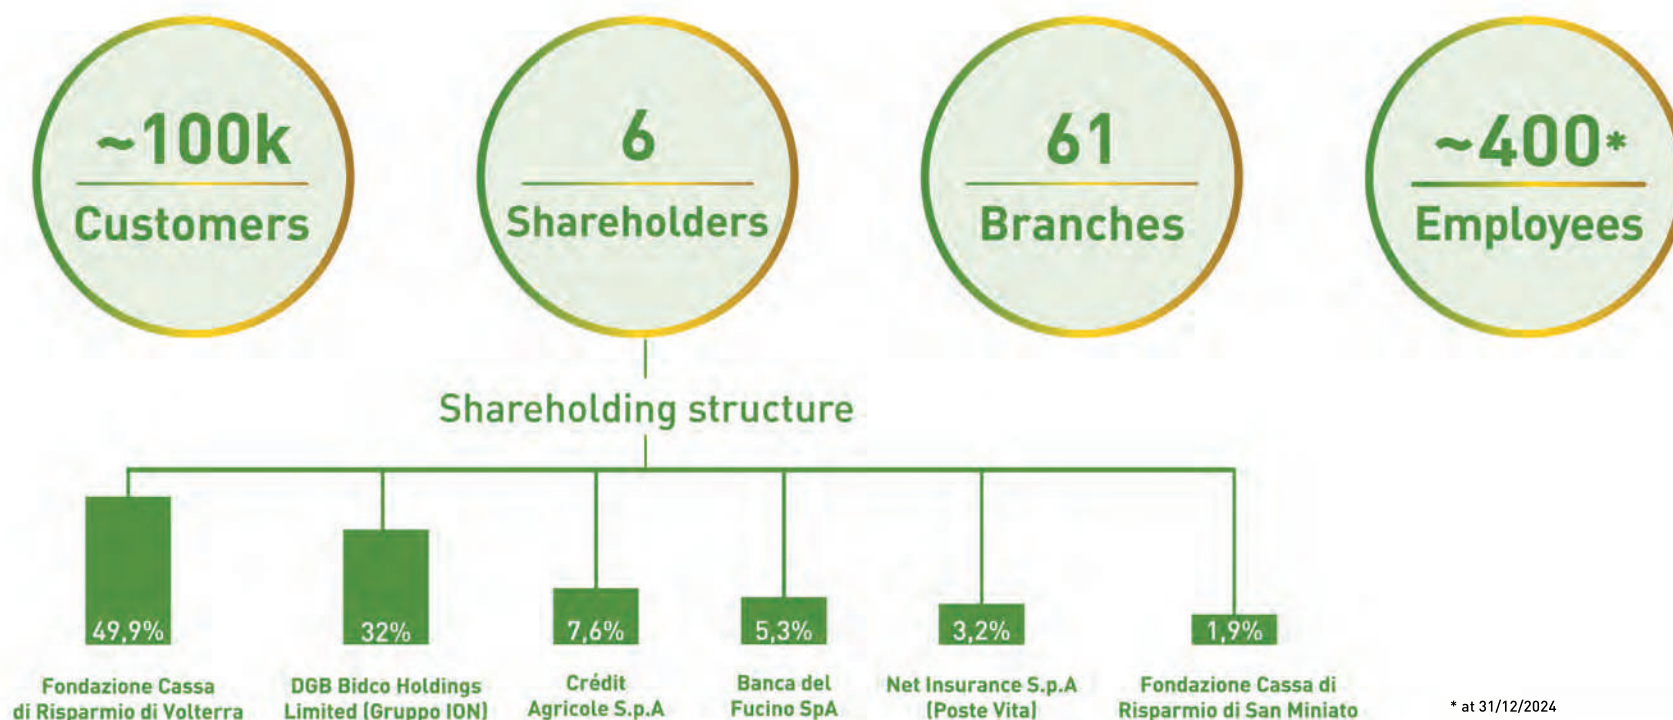 ~100k
Customers
6
Shareholders
61
Branches
~400*
Employees
Shareholding structure
49,9%
32%
7,6%
5,3%
3,2%
1,9%
Fondazione Cassa
di Risparmio di Volterra
DGB Bidco Holdings
Limited (Gruppo ION)
Crédit
Agricole S.p.A
Banca del
Fucino SpA
Net Insurance S.p.A
(Poste Vita)
Fondazione Cassa di
Risparmio di San Miniato
* at 31/12/2024